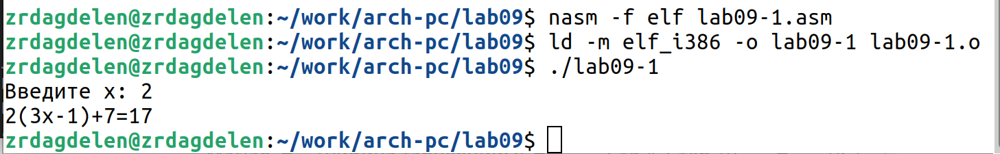 zrdagdelen@zrdagdelen:~/work/arch-pc/lab09$ nasm -f elf lab09-1.asm
zrdagdelen@zrdagdelen:~/work/arch-pc/lab09$ ld -m elf_i386 -o lab09-1 lab09-1.o
zrdagdelen@zrdagdelen:~/work/arch-pc/lab09$ ./lab09-1
Введите x: 2
2(3x-1)+7=17
zrdagdelen@zrdagdelen:~/work/arch-pc/lab09$